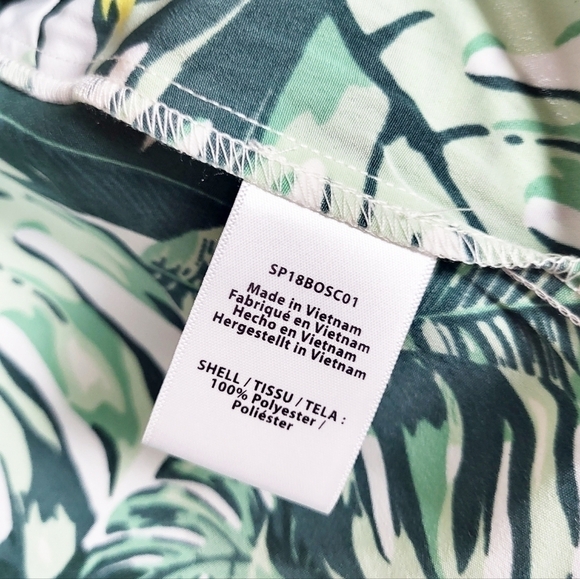 SP18BOSC01
Made in Vietnam
Fabriqué en Vietnam
Hecho en Vietnam
Hergestellt in Vietnam
SHELL / TISSU / TELA :
100% Polyester /
Poliéster